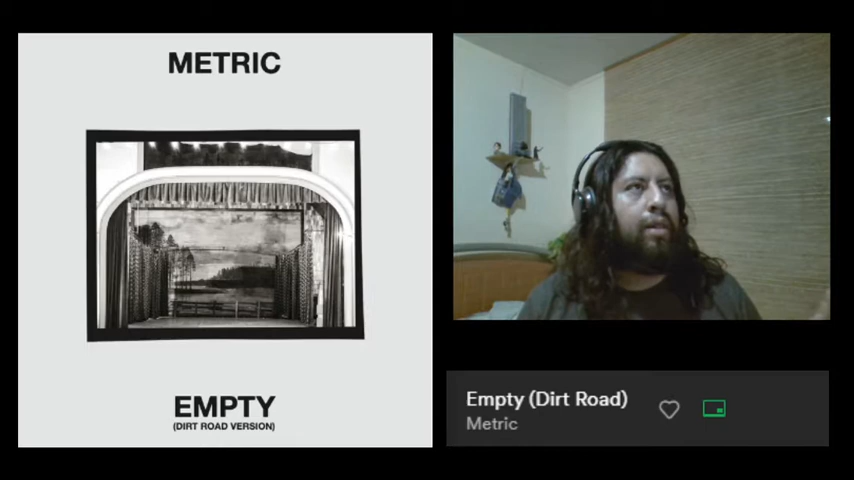 METRIC
EMPTY
(DIRT ROAD VERSION)
Empty (Dirt Road)
Metric